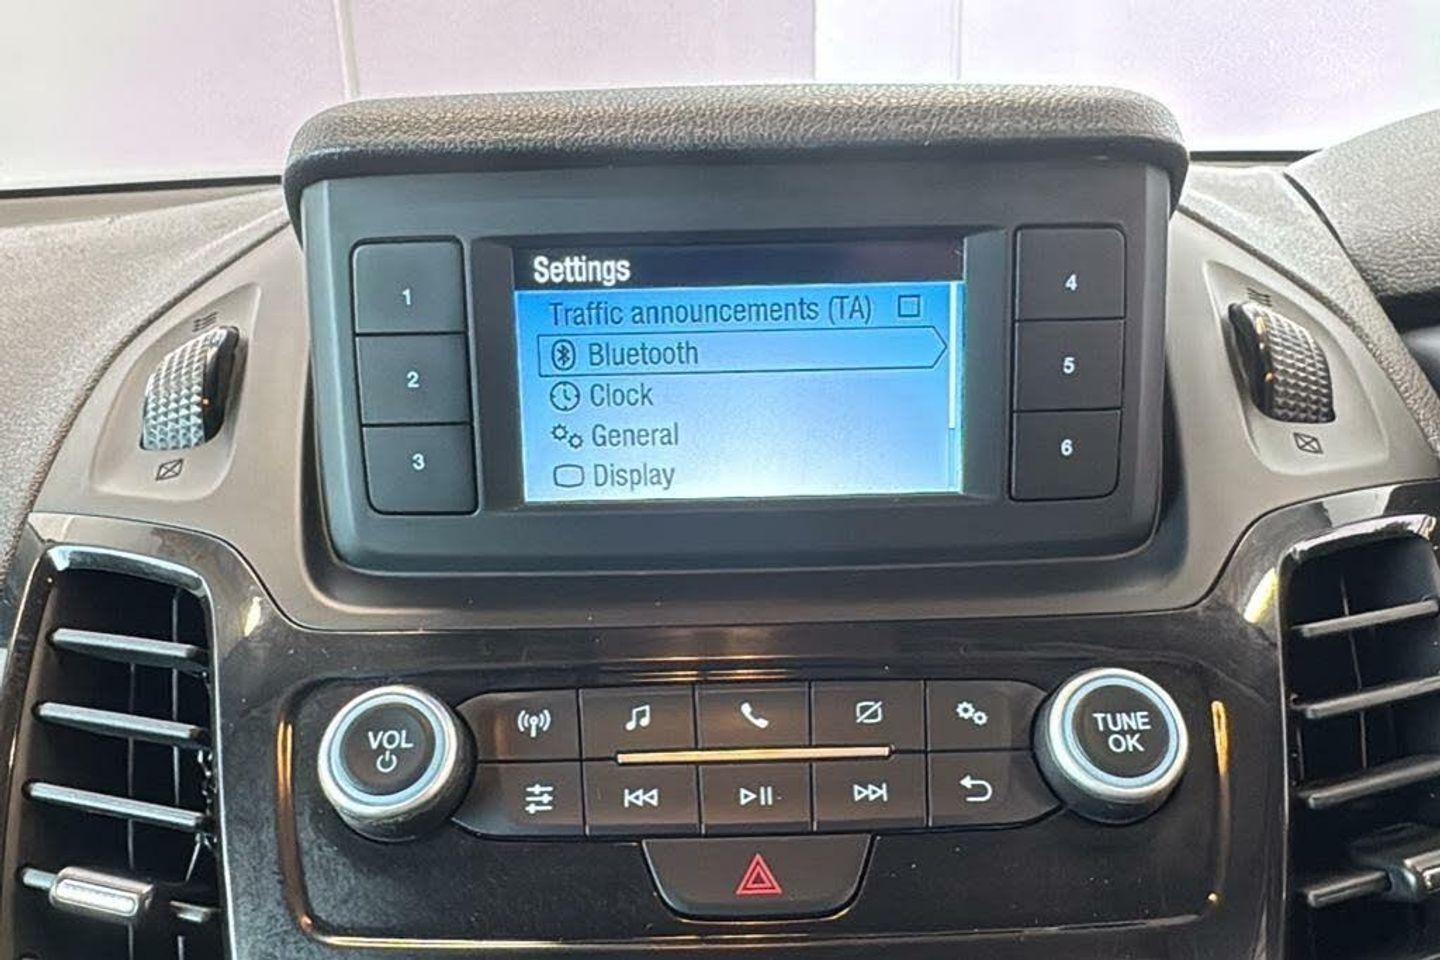 Settings
Traffic announcements (TA)
Bluetooth
Clock
General
Display
1
2
3
4
5
6
VOL
TUNE
OK